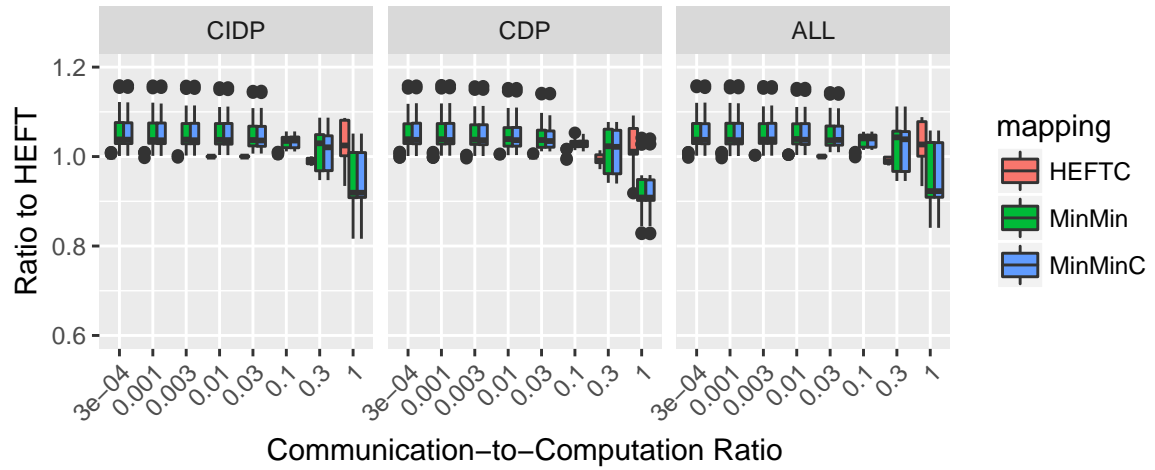 CIDP
CDP
ALL
Ratio to HEFT
1.2
1.0
0.8
0.6
3e−04 0.001 0.003 0.01 0.03 0.1 0.3 1
3e−04 0.001 0.003 0.01 0.03 0.1 0.3 1
3e−04 0.001 0.003 0.01 0.03 0.1 0.3 1
Communication−to−Computation Ratio
mapping
HEFTC
MinMin
MinMinC